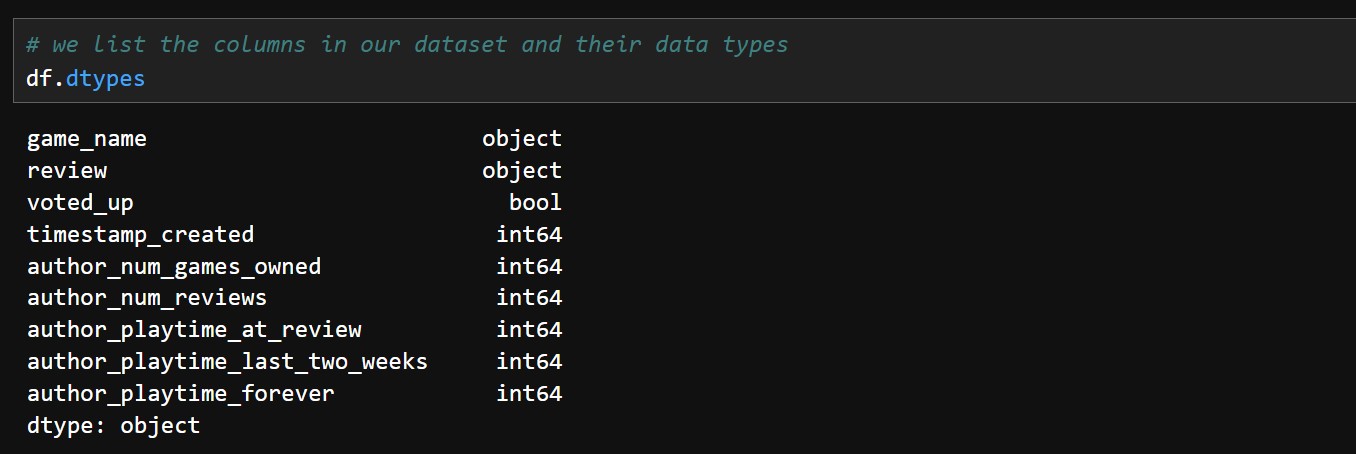 # we list the columns in our dataset and their data types
df.dtypes
game_name object
review object
voted_up bool
timestamp_created int64
author_num_games_owned int64
author_num_reviews int64
author_playtime_at_review int64
author_playtime_last_two_weeks int64
author_playtime_forever int64
dtype: object